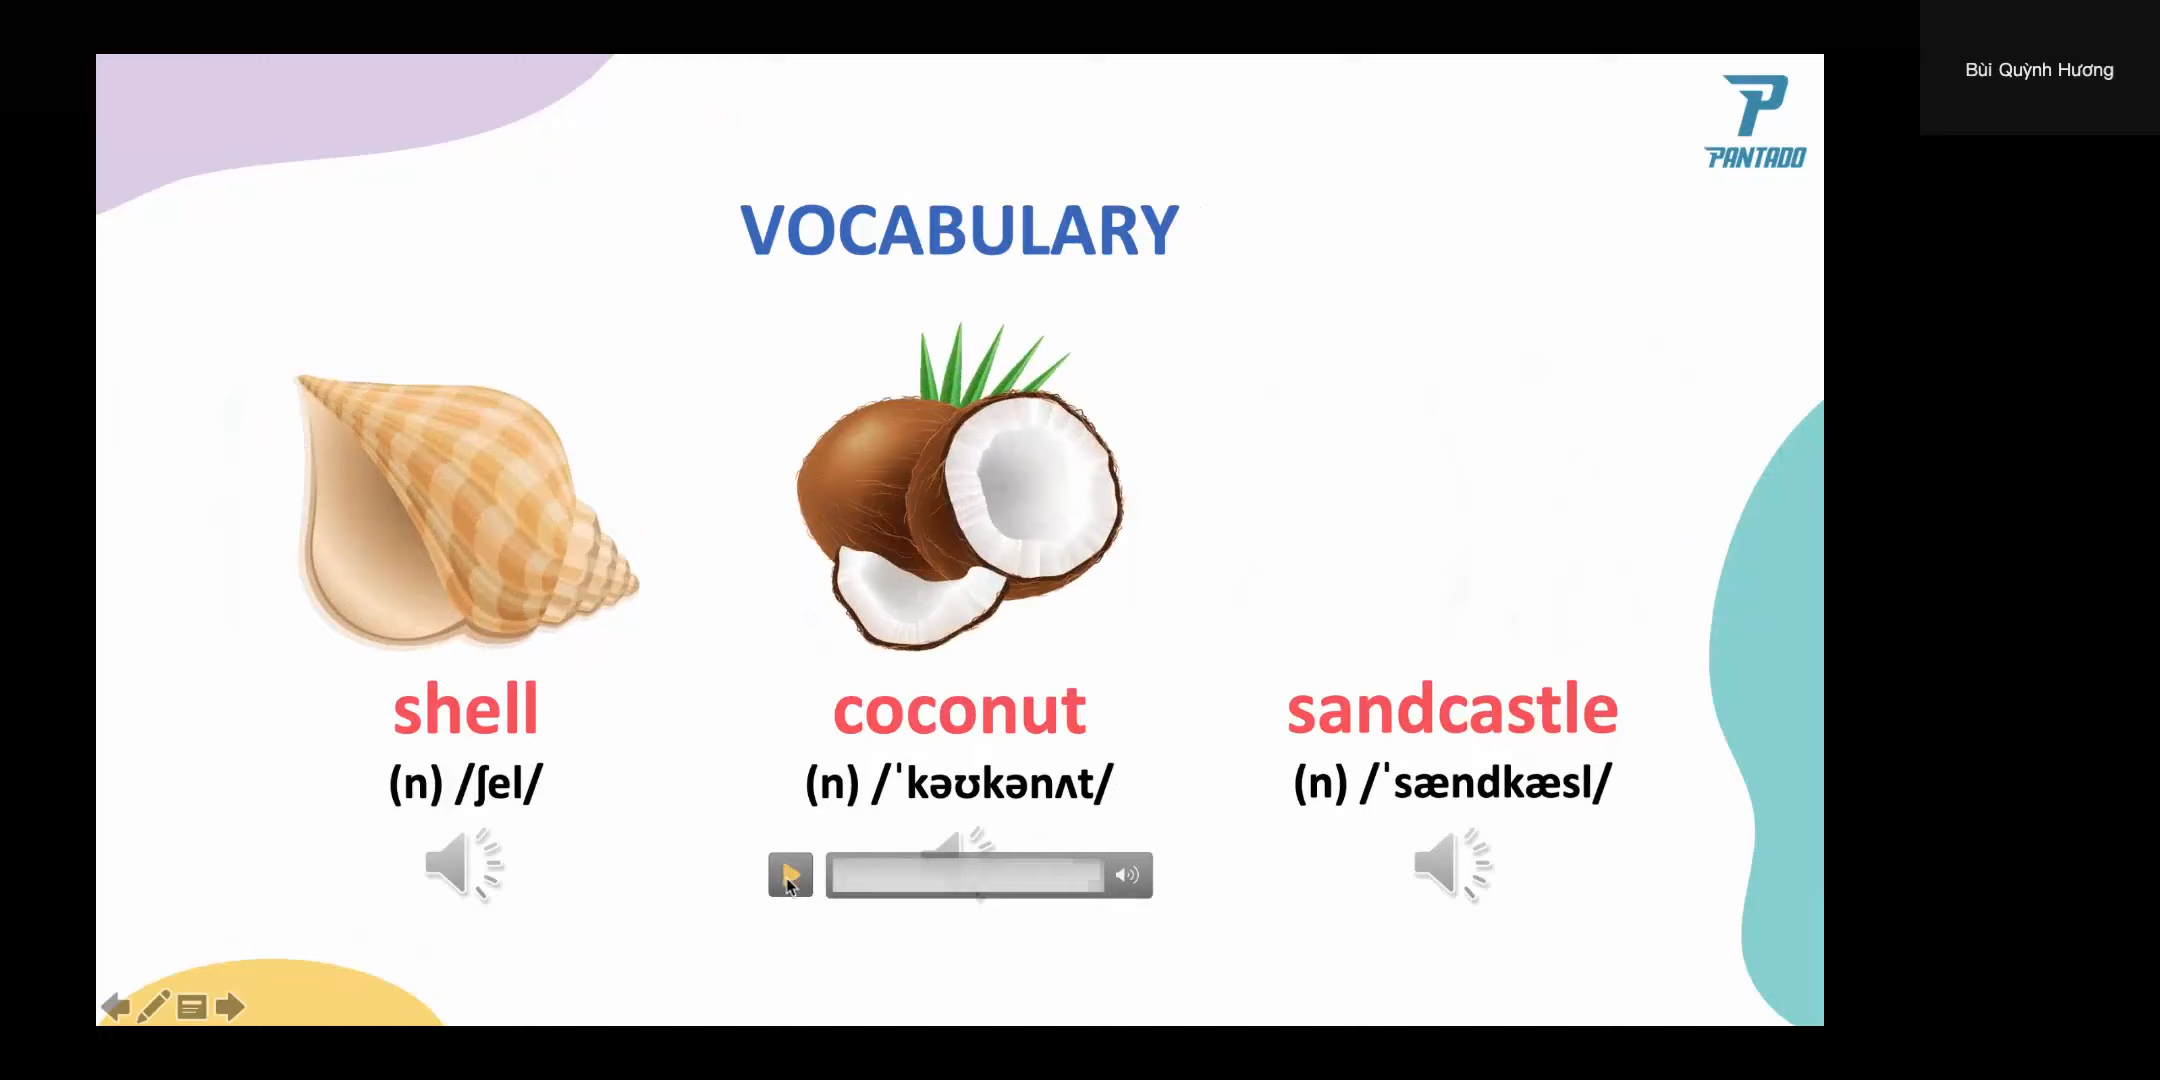 Bùi Quỳnh Hương
PANTADO
VOCABULARY
shell
(n) /ʃel/
coconut
(n) /ˈkəʊkənʌt/
sandcastle
(n) /ˈsændkæsl/